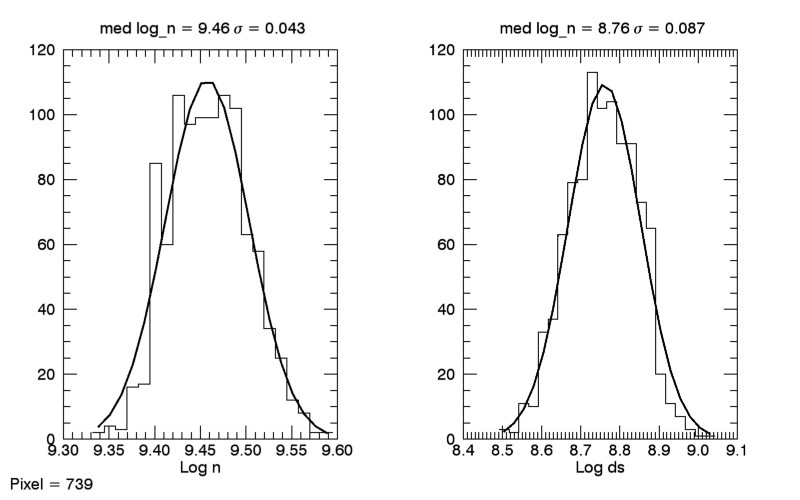 med log_n = 9.46 σ = 0.043
med log_n = 8.76 σ = 0.087
120
100
80
60
40
20
0
9.30 9.35 9.40 9.45 9.50 9.55 9.60
Log n
120
100
80
60
40
20
0
8.4 8.5 8.6 8.7 8.8 8.9 9.0 9.1
Log ds
Pixel = 739